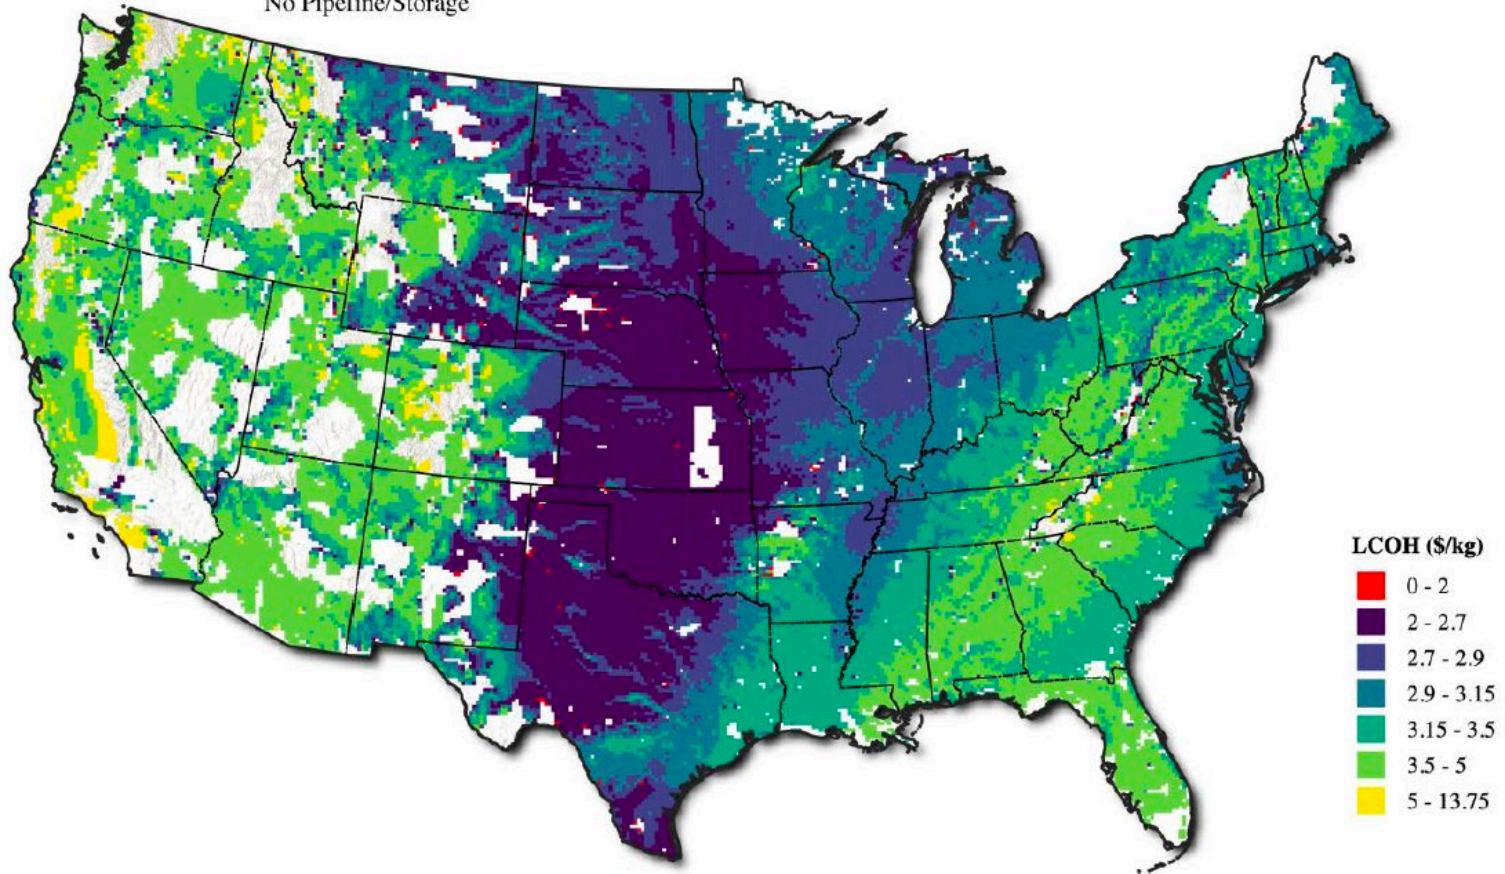 No Pipeline/Storage
LCOH ($/kg)
0 - 2
2 - 2.7
2.7 - 2.9
2.9 - 3.15
3.15 - 3.5
3.5 - 5
5 - 13.75